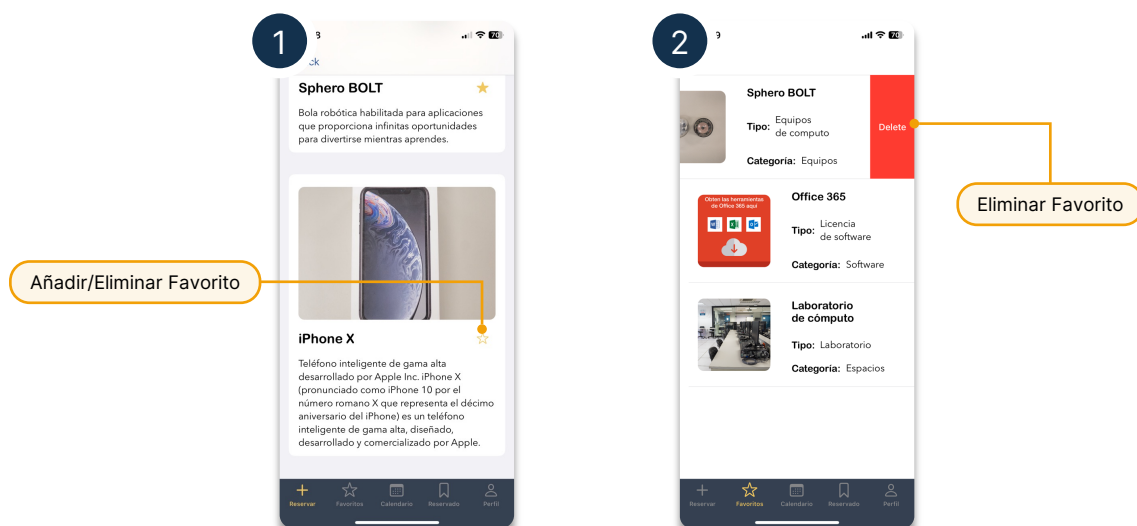 1
8
ck
70
Sphero BOLT
Bola robótica habilitada para aplicaciones
que proporciona infinitas oportunidades
para divertirse mientras aprendes.
Añadir/Eliminar Favorito
iPhone X
Teléfono inteligente de gama alta
desarrollado por Apple Inc. iPhone X
(pronunciado como iPhone 10 por el
número romano X que representa el décimo
aniversario del iPhone) es un teléfono
inteligente de gama alta, diseñado,
desarrollado y comercializado por Apple.
Reservar Favoritos Calendario Reservado Perfil
2
9
70
Sphero BOLT
Tipo: Equipos
de computo
Categoría: Equipos
Delete
Eliminar Favorito
Obten las herramientas
de Office 365 aquí
Office 365
Tipo: Licencia
de software
Categoría: Software
Laboratorio
de cómputo
Tipo: Laboratorio
Categoría: Espacios
Reservar Favoritos Calendario Reservado Perfil